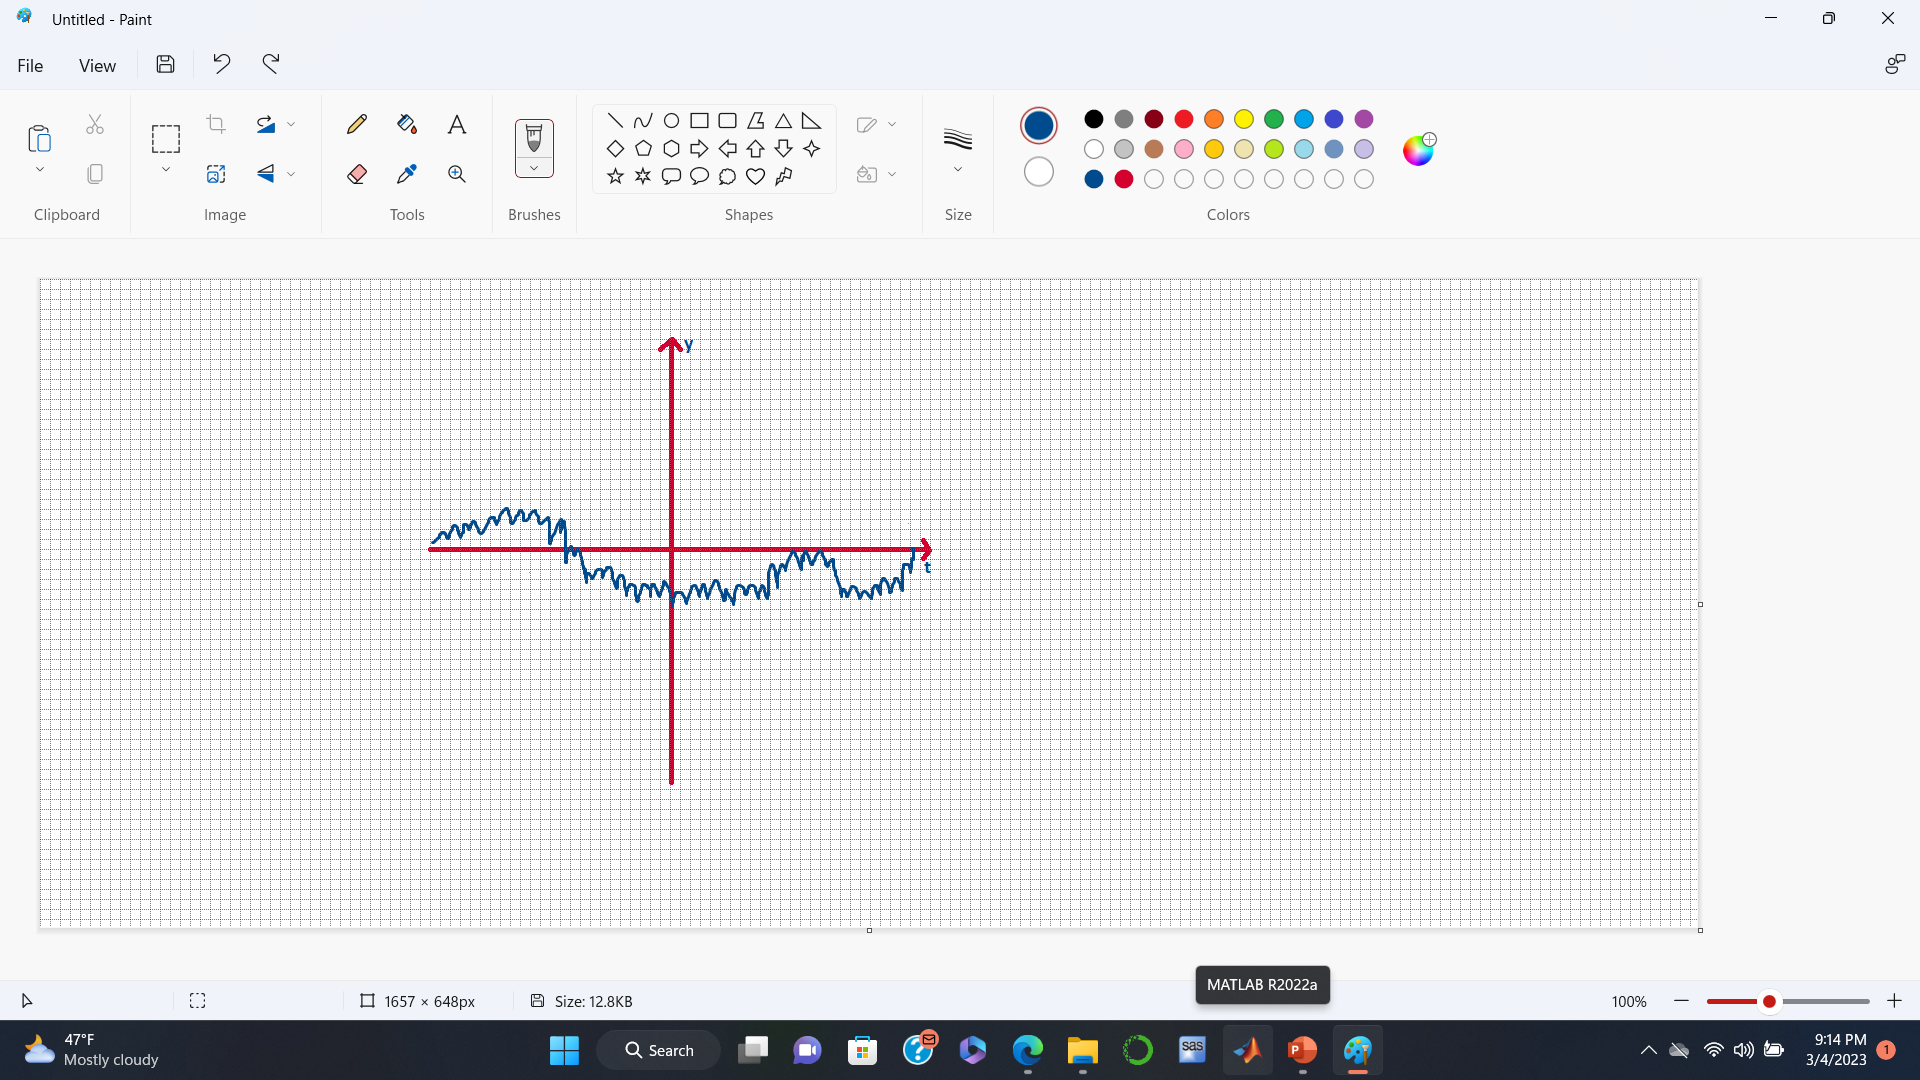 Untitled - Paint
File
View
Clipboard
Image
Tools
Brushes
Shapes
Size
Colors
y
t
MATLAB R2022a
1657 × 648px
Size: 12.8KB
100%
47°F
Mostly cloudy
Search
sas
P
9:14 PM
3/4/2023
1